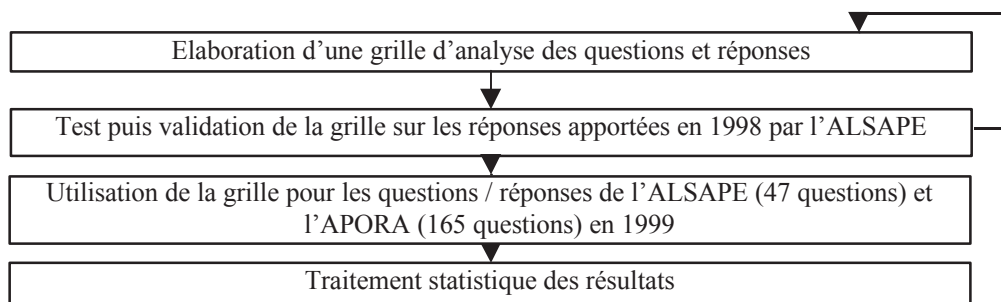 Elaboration d’une grille d’analyse des questions et réponses
Test puis validation de la grille sur les réponses apportées en 1998 par l’ALSAPE
Utilisation de la grille pour les questions / réponses de l’ALSAPE (47 questions) et
l’APORA (165 questions) en 1999
Traitement statistique des résultats